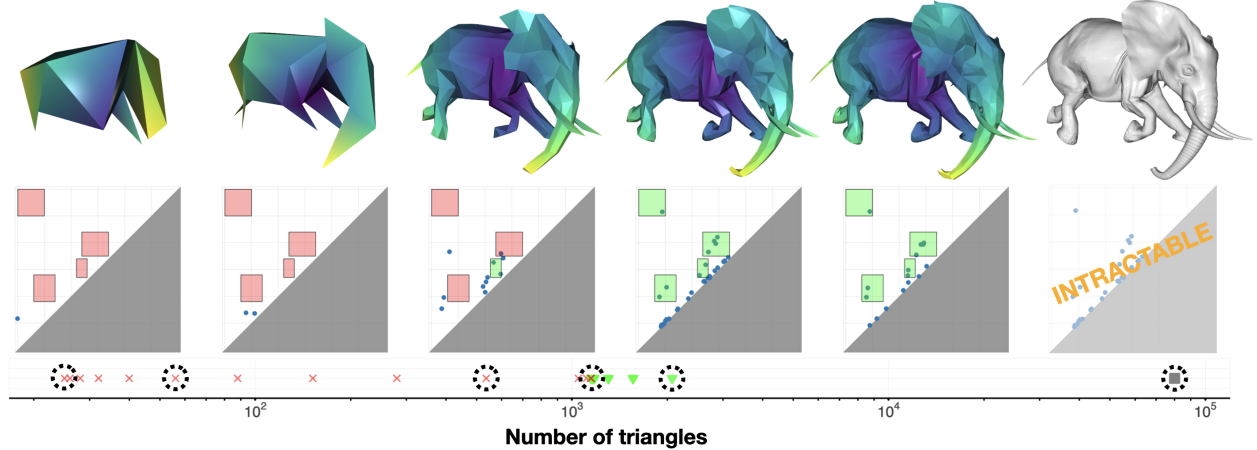 INTRACTABLE
10²
10³
10⁴
10⁵
Number of triangles